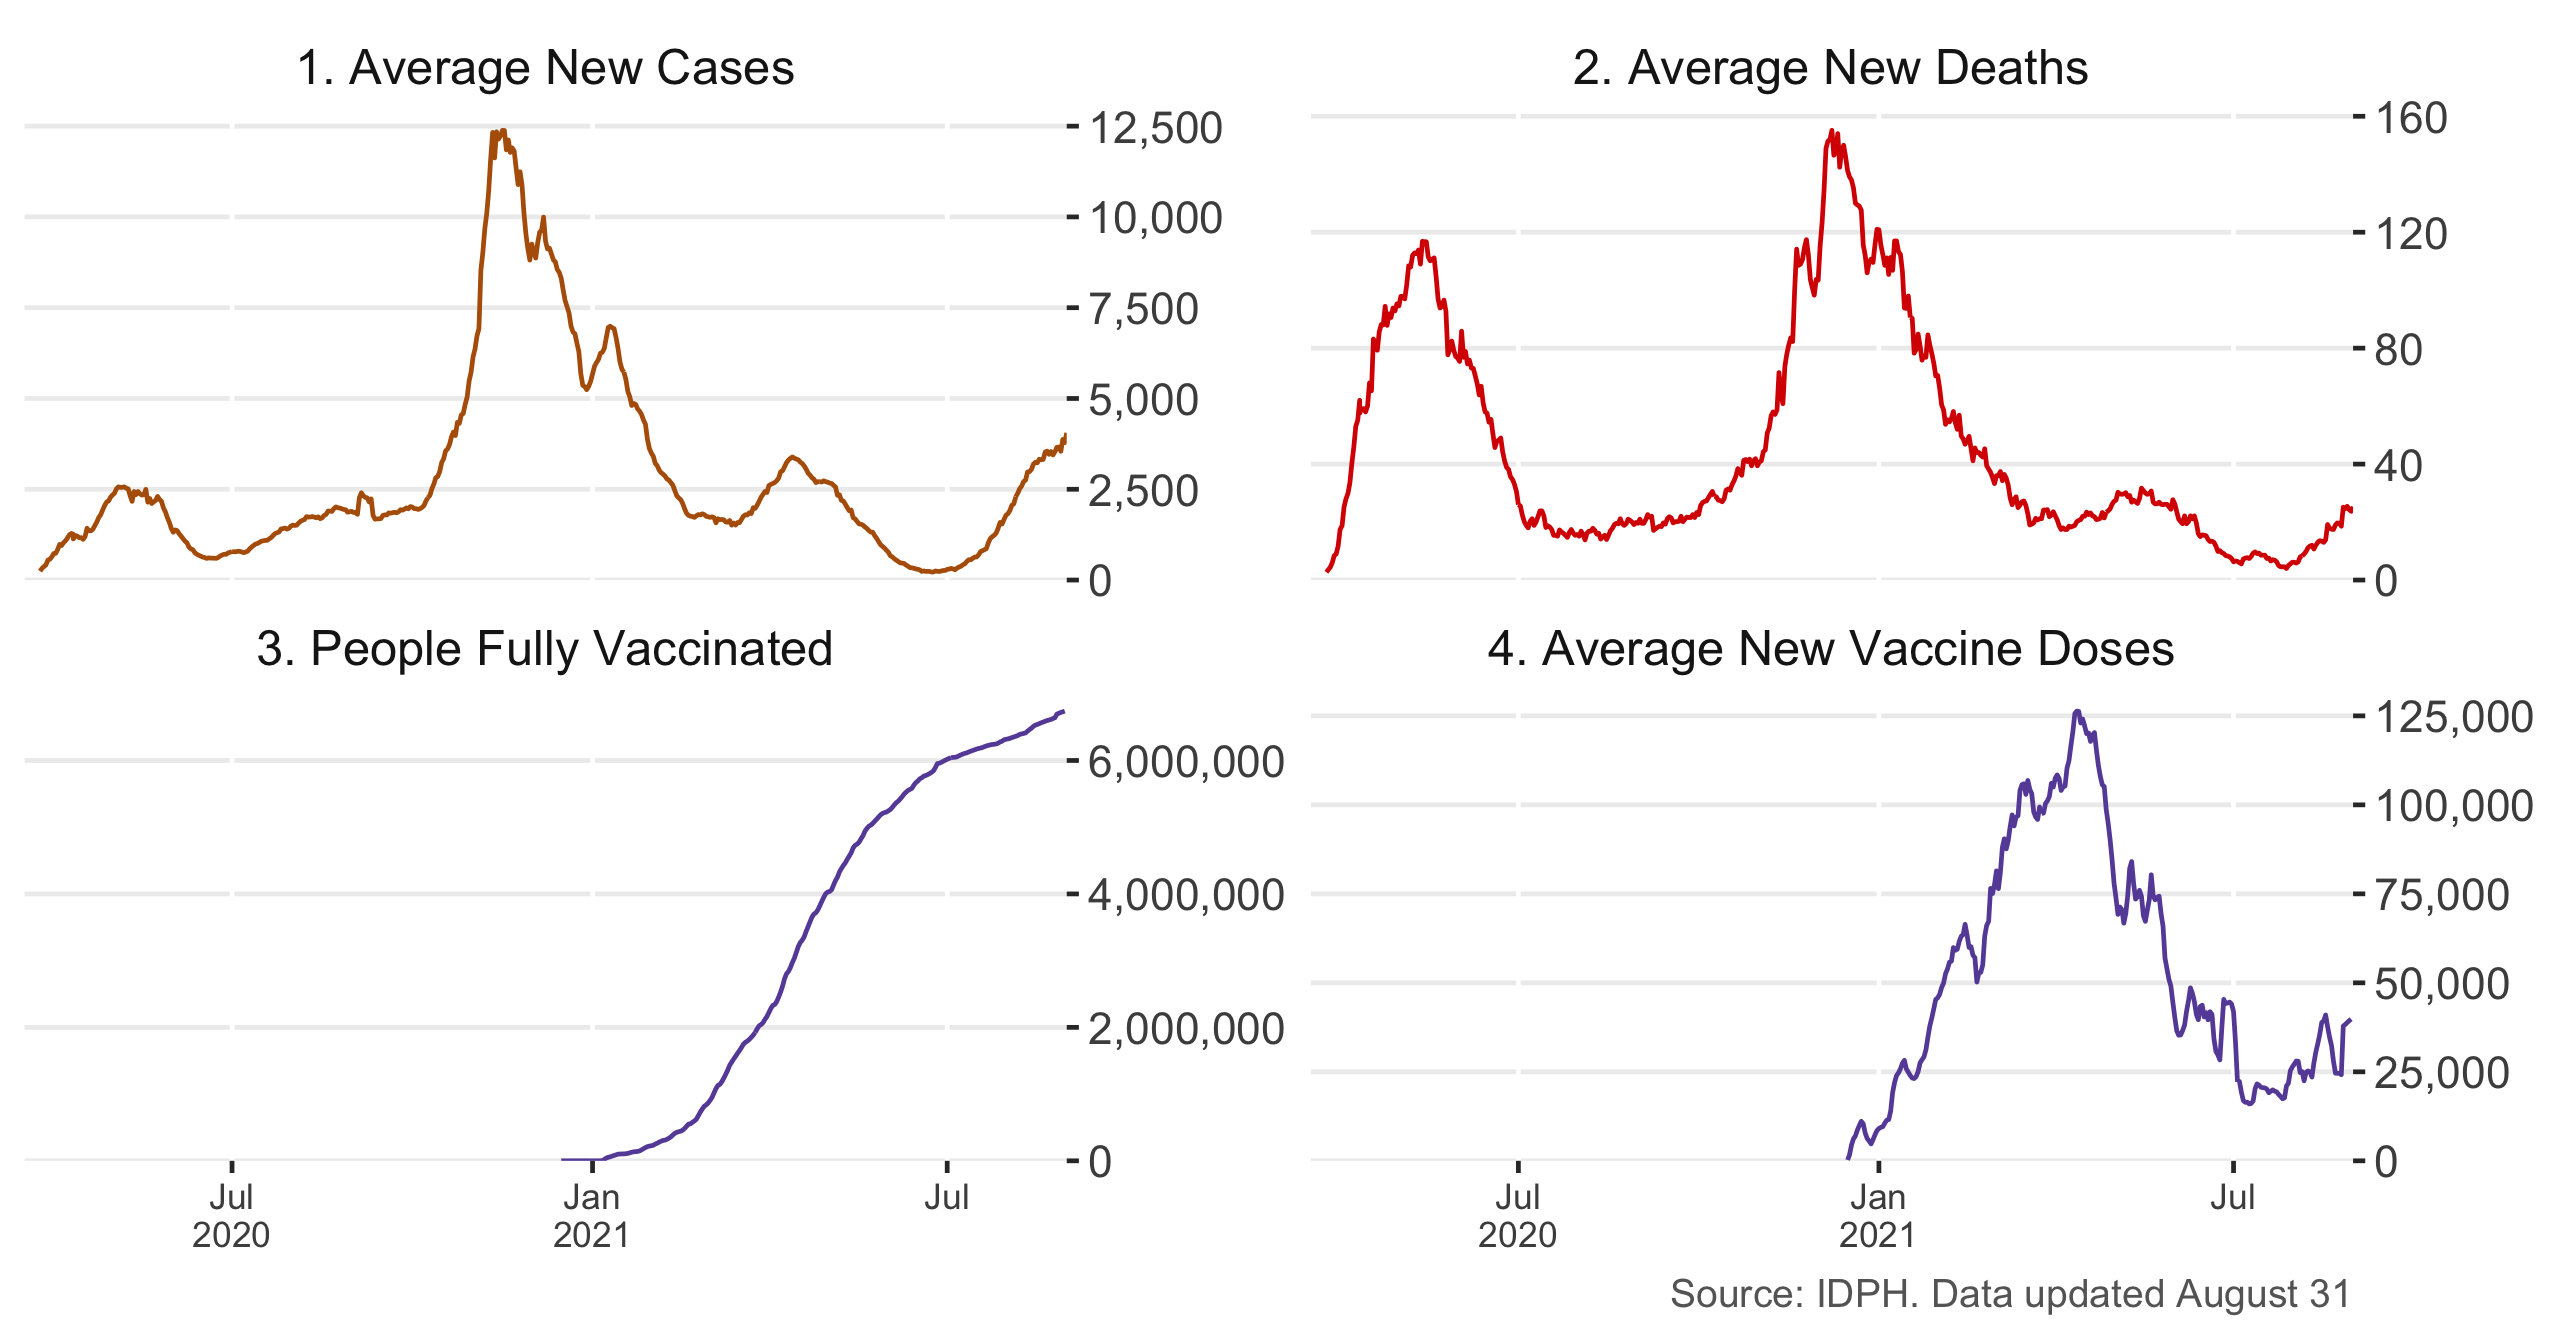 1. Average New Cases
12,500
10,000
7,500
5,000
2,500
0
2. Average New Deaths
160
120
80
40
0
3. People Fully Vaccinated
6,000,000
4,000,000
2,000,000
0
Jul
2020
Jan
2021
Jul
4. Average New Vaccine Doses
125,000
100,000
75,000
50,000
25,000
0
Jul
2020
Jan
2021
Jul
Source: IDPH. Data updated August 31